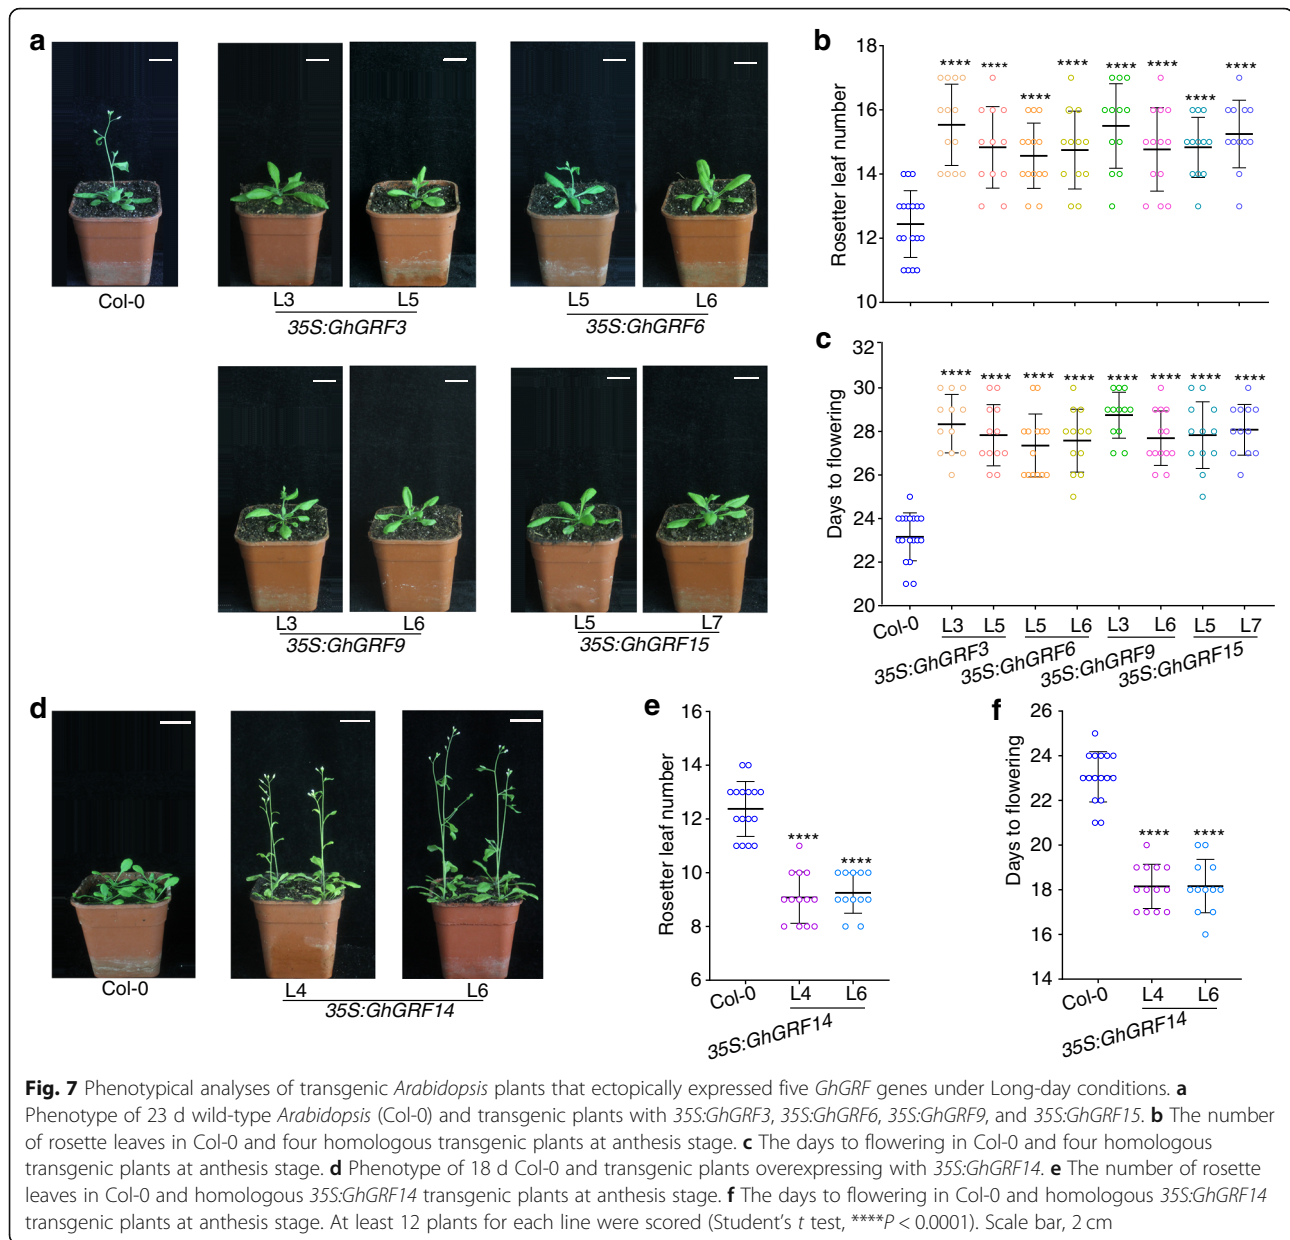 a
Col-0
L3 L5
35S:GhGRF3
L5 L6
35S:GhGRF6
L3 L6
35S:GhGRF9
L5 L7
35S:GhGRF15
b
Rosetter leaf number
18
16
14
12
10
**** **** **** **** **** **** **** ****
c
Days to flowering
32
30
28
26
24
22
20
**** **** **** **** **** **** **** ****
Col-0 L3 L5 L5 L6 L3 L6 L5 L7
35S:GhGRF3 35S:GhGRF6 35S:GhGRF9 35S:GhGRF15
d
Col-0
L4 L6
35S:GhGRF14
e
Rosetter leaf number
16
14
12
10
8
6
**** ****
Col-0 L4 L6
35S:GhGRF14
f
Days to flowering
26
24
22
20
18
16
14
**** ****
Col-0 L4 L6
35S:GhGRF14
Fig. 7 Phenotypical analyses of transgenic Arabidopsis plants that ectopically expressed five GhGRF genes under Long-day conditions. a
Phenotype of 23 d wild-type Arabidopsis (Col-0) and transgenic plants with 35S:GhGRF3, 35S:GhGRF6, 35S:GhGRF9, and 35S:GhGRF15. b The number
of rosette leaves in Col-0 and four homologous transgenic plants at anthesis stage. c The days to flowering in Col-0 and four homologous
transgenic plants at anthesis stage. d Phenotype of 18 d Col-0 and transgenic plants overexpressing with 35S:GhGRF14. e The number of rosette
leaves in Col-0 and homologous 35S:GhGRF14 transgenic plants at anthesis stage. f The days to flowering in Col-0 and homologous 35S:GhGRF14
transgenic plants at anthesis stage. At least 12 plants for each line were scored (Student's t test, ****P < 0.0001). Scale bar, 2 cm